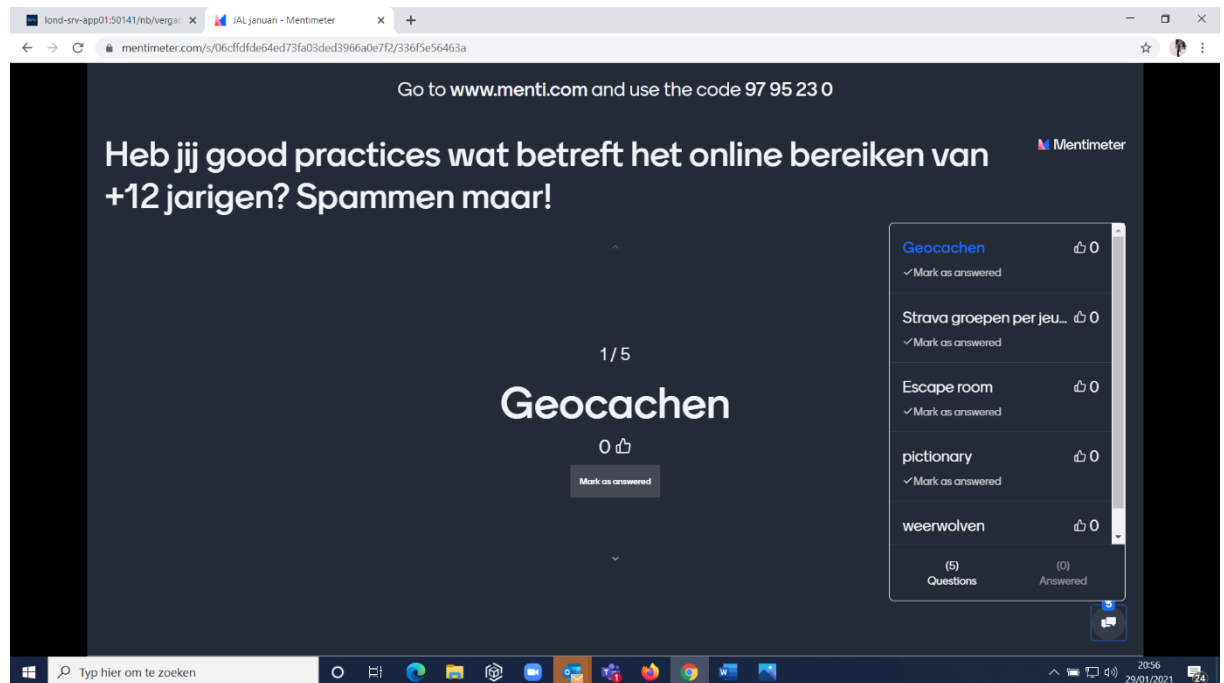 lond-srv-app01:50141/nb/vergad
JAL januari - Mentimeter
mentimeter.com/s/06cffdfde64ed73fa03ded3966a0e7f2/336f5e56463a
Go to www.menti.com and use the code 97 95 23 0
Heb jij good practices wat betreft het online bereiken van
+12 jarigen? Spammen maar!
Mentimeter
1/5
Geocachen
0
Mark as answered
Geocachen 0
Mark as answered
Strava groepen per jeu... 0
Mark as answered
Escape room 0
Mark as answered
pictionary 0
Mark as answered
weerwolven 0
(5) (0)
Questions Answered
5
Typ hier om te zoeken
20:56
29/01/2021
24